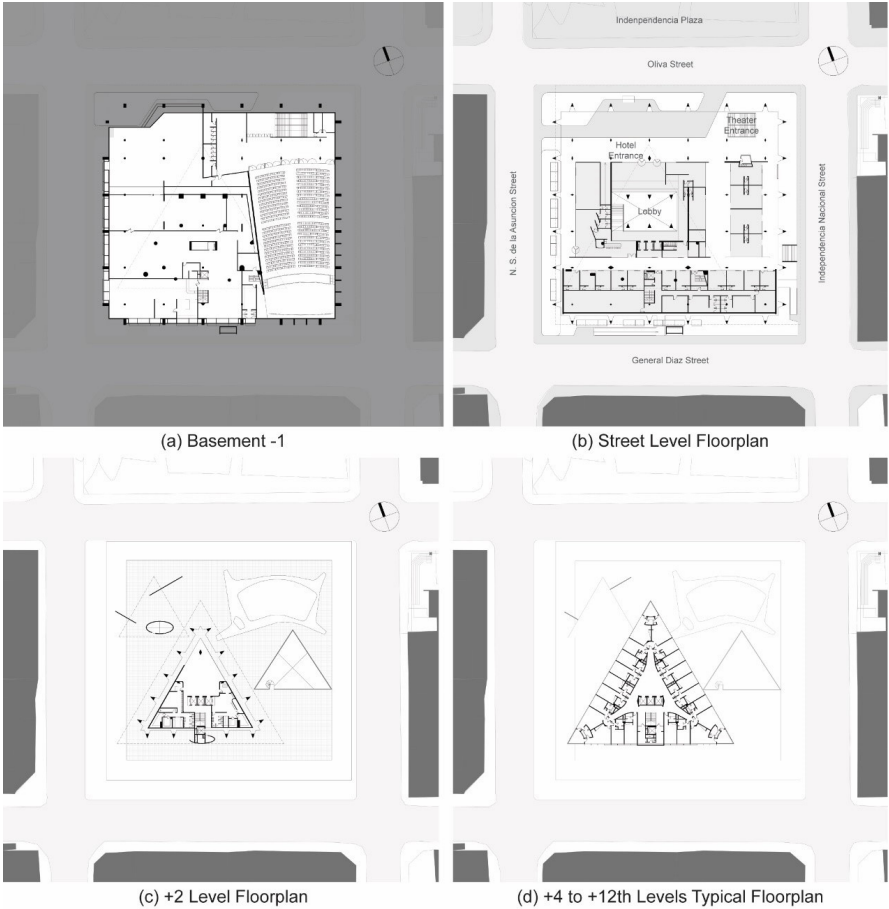 Indenpendencia Plaza
Oliva Street
Theater
Entrance
Hotel
Entrance
Lobby
N. S. de la Asuncion Street
Independencia Nacional Street
General Diaz Street
(a) Basement -1
(b) Street Level Floorplan
(c) +2 Level Floorplan
(d) +4 to +12th Levels Typical Floorplan